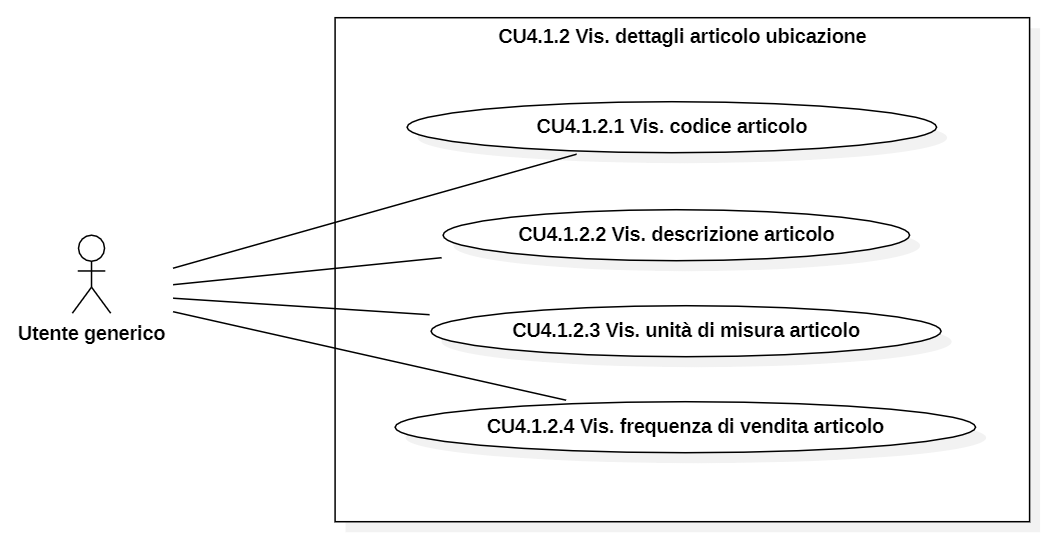 CU4.1.2 Vis. dettagli articolo ubicazione
CU4.1.2.1 Vis. codice articolo
CU4.1.2.2 Vis. descrizione articolo
Utente generico
CU4.1.2.3 Vis. unità di misura articolo
CU4.1.2.4 Vis. frequenza di vendita articolo